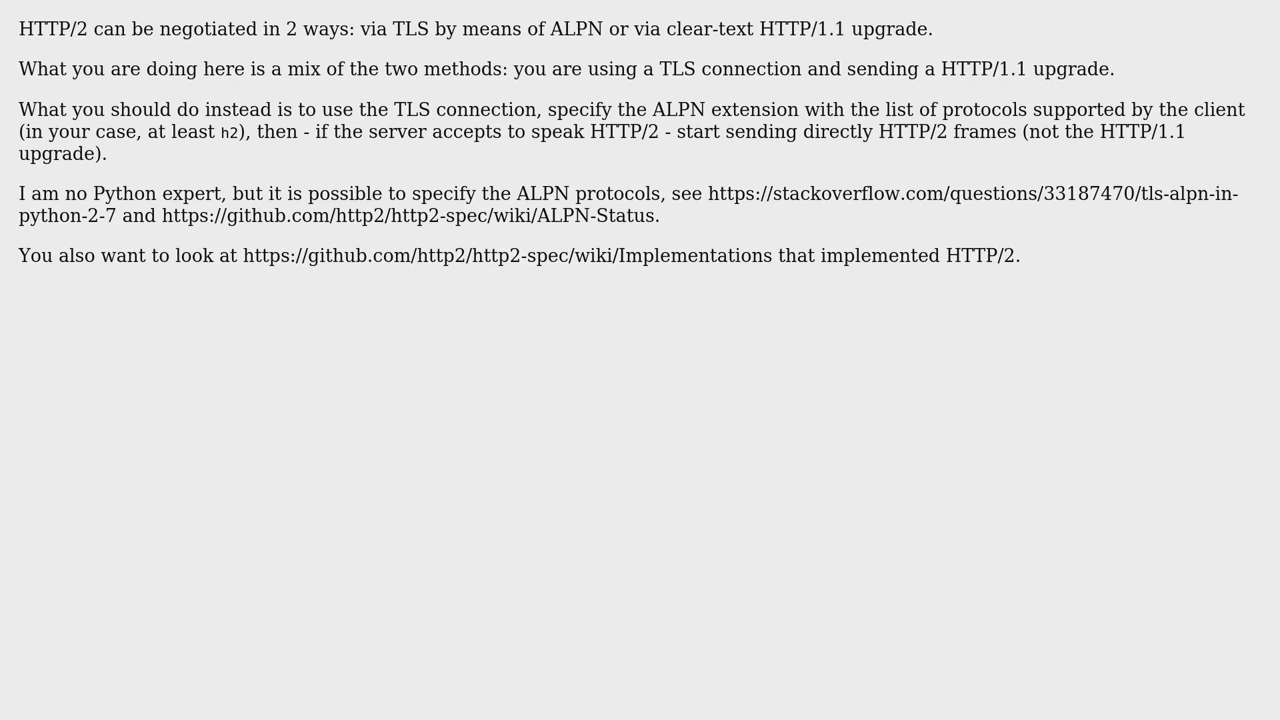 HTTP/2 can be negotiated in 2 ways: via TLS by means of ALPN or via clear-text HTTP/1.1 upgrade.
What you are doing here is a mix of the two methods: you are using a TLS connection and sending a HTTP/1.1 upgrade.
What you should do instead is to use the TLS connection, specify the ALPN extension with the list of protocols supported by the client
(in your case, at least h2), then - if the server accepts to speak HTTP/2 - start sending directly HTTP/2 frames (not the HTTP/1.1
upgrade).
I am no Python expert, but it is possible to specify the ALPN protocols, see https://stackoverflow.com/questions/33187470/tls-alpn-in-
python-2-7 and https://github.com/http2/http2-spec/wiki/ALPN-Status.
You also want to look at https://github.com/http2/http2-spec/wiki/Implementations that implemented HTTP/2.